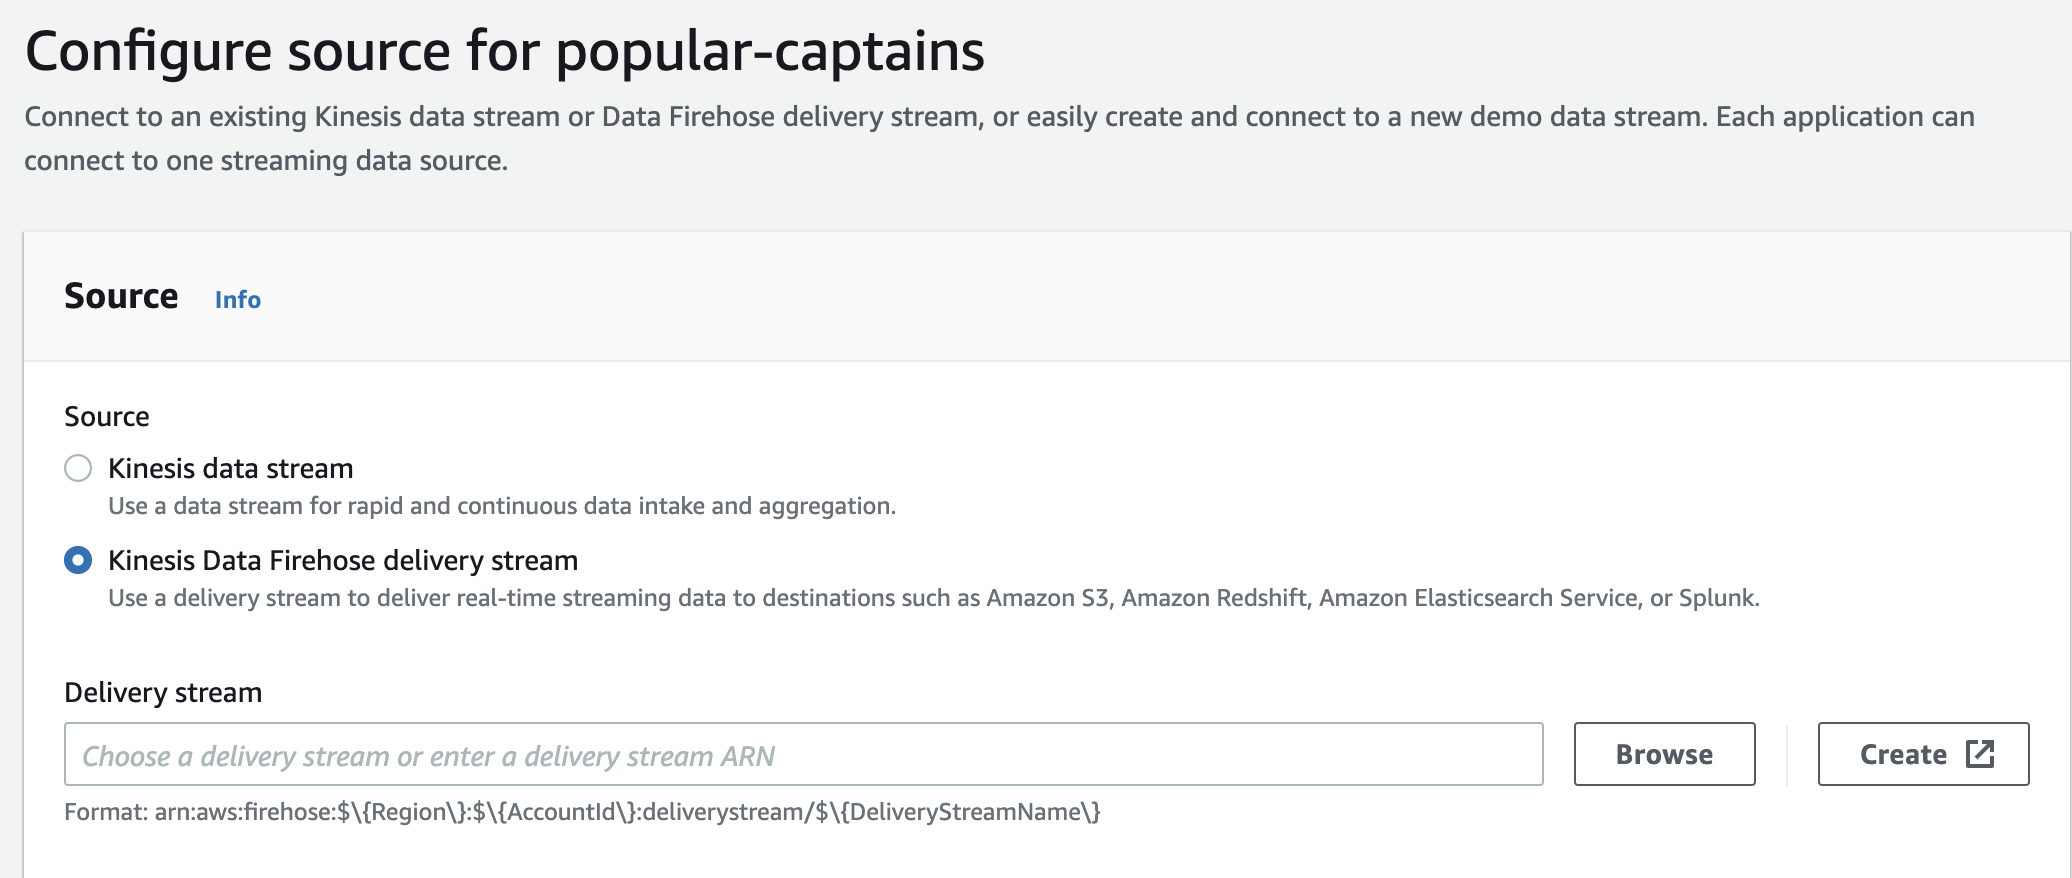 Configure source for popular-captains
Connect to an existing Kinesis data stream or Data Firehose delivery stream, or easily create and connect to a new demo data stream. Each application can
connect to one streaming data source.
Source Info
Source
Kinesis data stream
Use a data stream for rapid and continuous data intake and aggregation.
Kinesis Data Firehose delivery stream
Use a delivery stream to deliver real-time streaming data to destinations such as Amazon S3, Amazon Redshift, Amazon Elasticsearch Service, or Splunk.
Delivery stream
Choose a delivery stream or enter a delivery stream ARN Browse Create
Format: arn:aws:firehose:$\{Region\}:$\{AccountId\}:deliverystream/$\{DeliveryStreamName\}